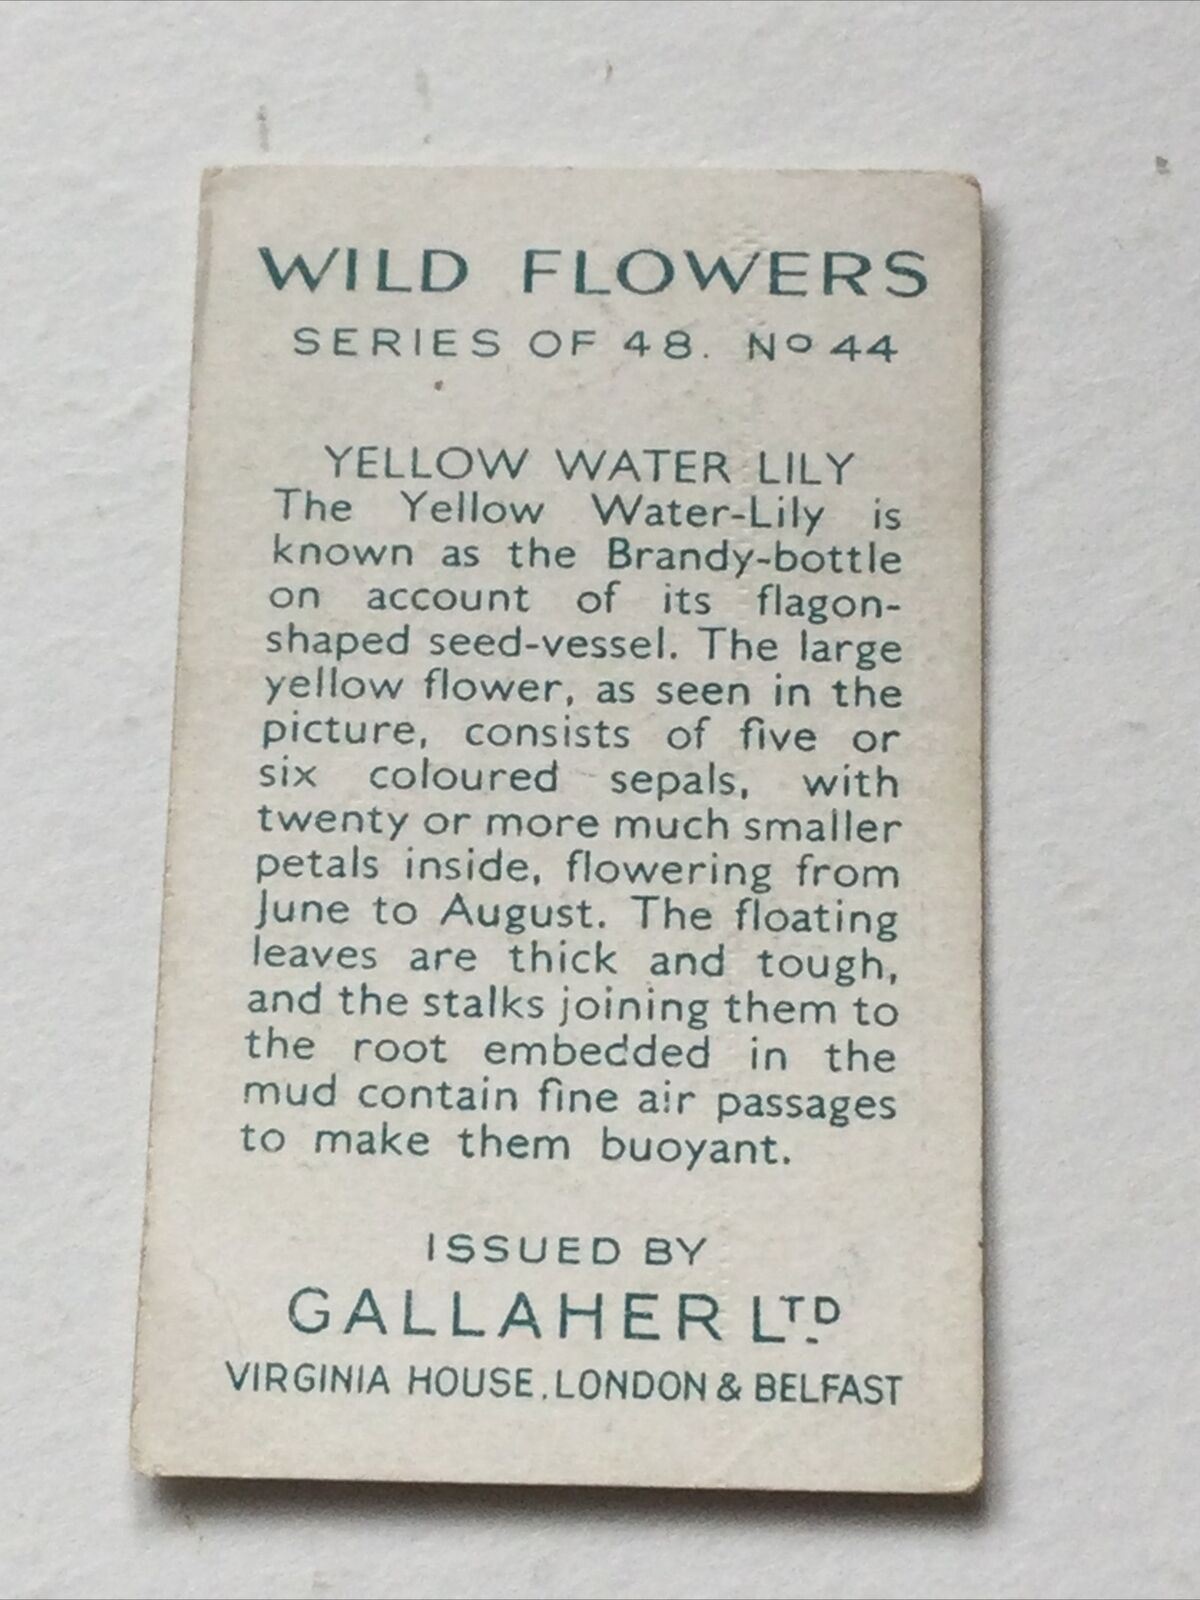 WILD FLOWERS
SERIES OF 48. No 44
YELLOW WATER LILY
The Yellow Water-Lily is
known as the Brandy-bottle
on account of its flagon-
shaped seed-vessel. The large
yellow flower, as seen in the
picture, consists of five or
six coloured sepals, with
twenty or more much smaller
petals inside, flowering from
June to August. The floating
leaves are thick and tough,
and the stalks joining them to
the root embedded in the
mud contain fine air passages
to make them buoyant.
ISSUED BY
GALLAHER LTD
VIRGINIA HOUSE, LONDON & BELFAST